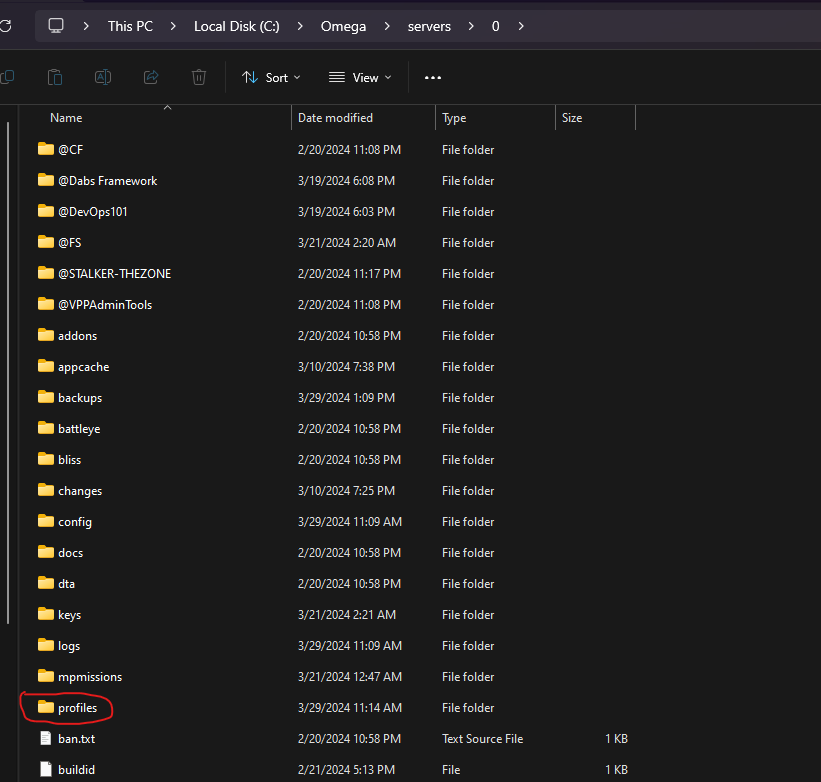 This PC > Local Disk (C:) > Omega > servers > 0 >
Sort View
Name Date modified Type Size
@CF 2/20/2024 11:08 PM File folder
@Dabs Framework 3/19/2024 6:08 PM File folder
@DevOps101 3/19/2024 6:03 PM File folder
@FS 3/21/2024 2:20 AM File folder
@STALKER-THEZONE 2/20/2024 11:17 PM File folder
@VPPAdminTools 2/20/2024 11:08 PM File folder
addons 2/20/2024 10:58 PM File folder
appcache 3/10/2024 7:38 PM File folder
backups 3/29/2024 1:09 PM File folder
battleye 2/20/2024 10:58 PM File folder
bliss 2/20/2024 10:58 PM File folder
changes 3/10/2024 7:25 PM File folder
config 3/29/2024 11:09 AM File folder
docs 2/20/2024 10:58 PM File folder
dta 2/20/2024 10:58 PM File folder
keys 3/21/2024 2:21 AM File folder
logs 3/29/2024 11:09 AM File folder
mpmissions 3/21/2024 12:47 AM File folder
profiles 3/29/2024 11:14 AM File folder
ban.txt 2/20/2024 10:58 PM Text Source File 1 KB
buildid 2/21/2024 5:13 PM File 1 KB